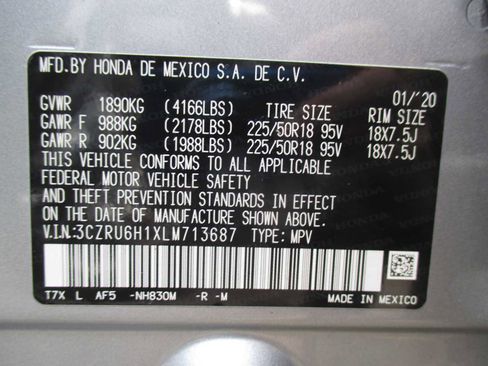 MFD.BY HONDA DE MEXICO S.A. DE C.V.
01/'20
GVWR 1890KG (4166LBS) TIRE SIZE RIM SIZE
GAWR F 988KG (2178LBS) 225/50R18 95V 18X7.5J
GAWR R 902KG (1988LBS) 225/50R18 95V 18X7.5J
THIS VEHICLE CONFORMS TO ALL APPLICABLE
FEDERAL MOTOR VEHICLE SAFETY
AND THEFT PREVENTION STANDARDS IN EFFECT
ON THE DATE OF MANUFACTURE SHOWN ABOVE.
V.I.N:3CZRU6H1XLM713687 TYPE: MPV
T7X L AF5 -NH830M -R -M MADE IN MEXICO